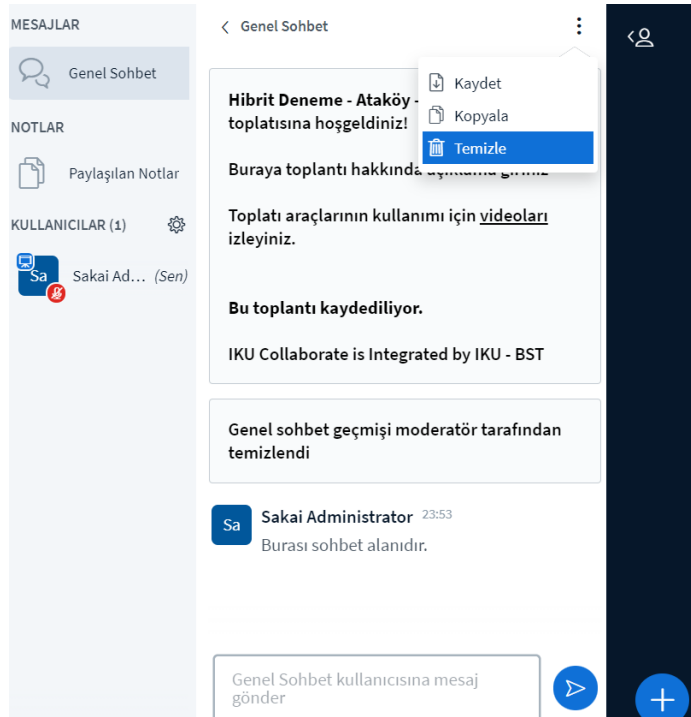 MESAJLAR
Genel Sohbet
NOTLAR
Paylaşılan Notlar
KULLANICILAR (1)
Sa
Sakai Ad... (Sen)
Genel Sohbet
Kaydet
Kopyala
Temizle
Hibrit Deneme - Ataköy -
toplatısına hoşgeldiniz!
Buraya toplantı hakkında açıklama giriniz
Toplatı araçlarının kullanımı için videoları
izleyiniz.
Bu toplantı kaydediliyor.
IKU Collaborate is Integrated by IKU - BST
Genel sohbet geçmişi moderatör tarafından
temizlendi
Sa
Sakai Administrator 23:53
Burası sohbet alanıdır.
Genel Sohbet kullanıcısına mesaj
gönder